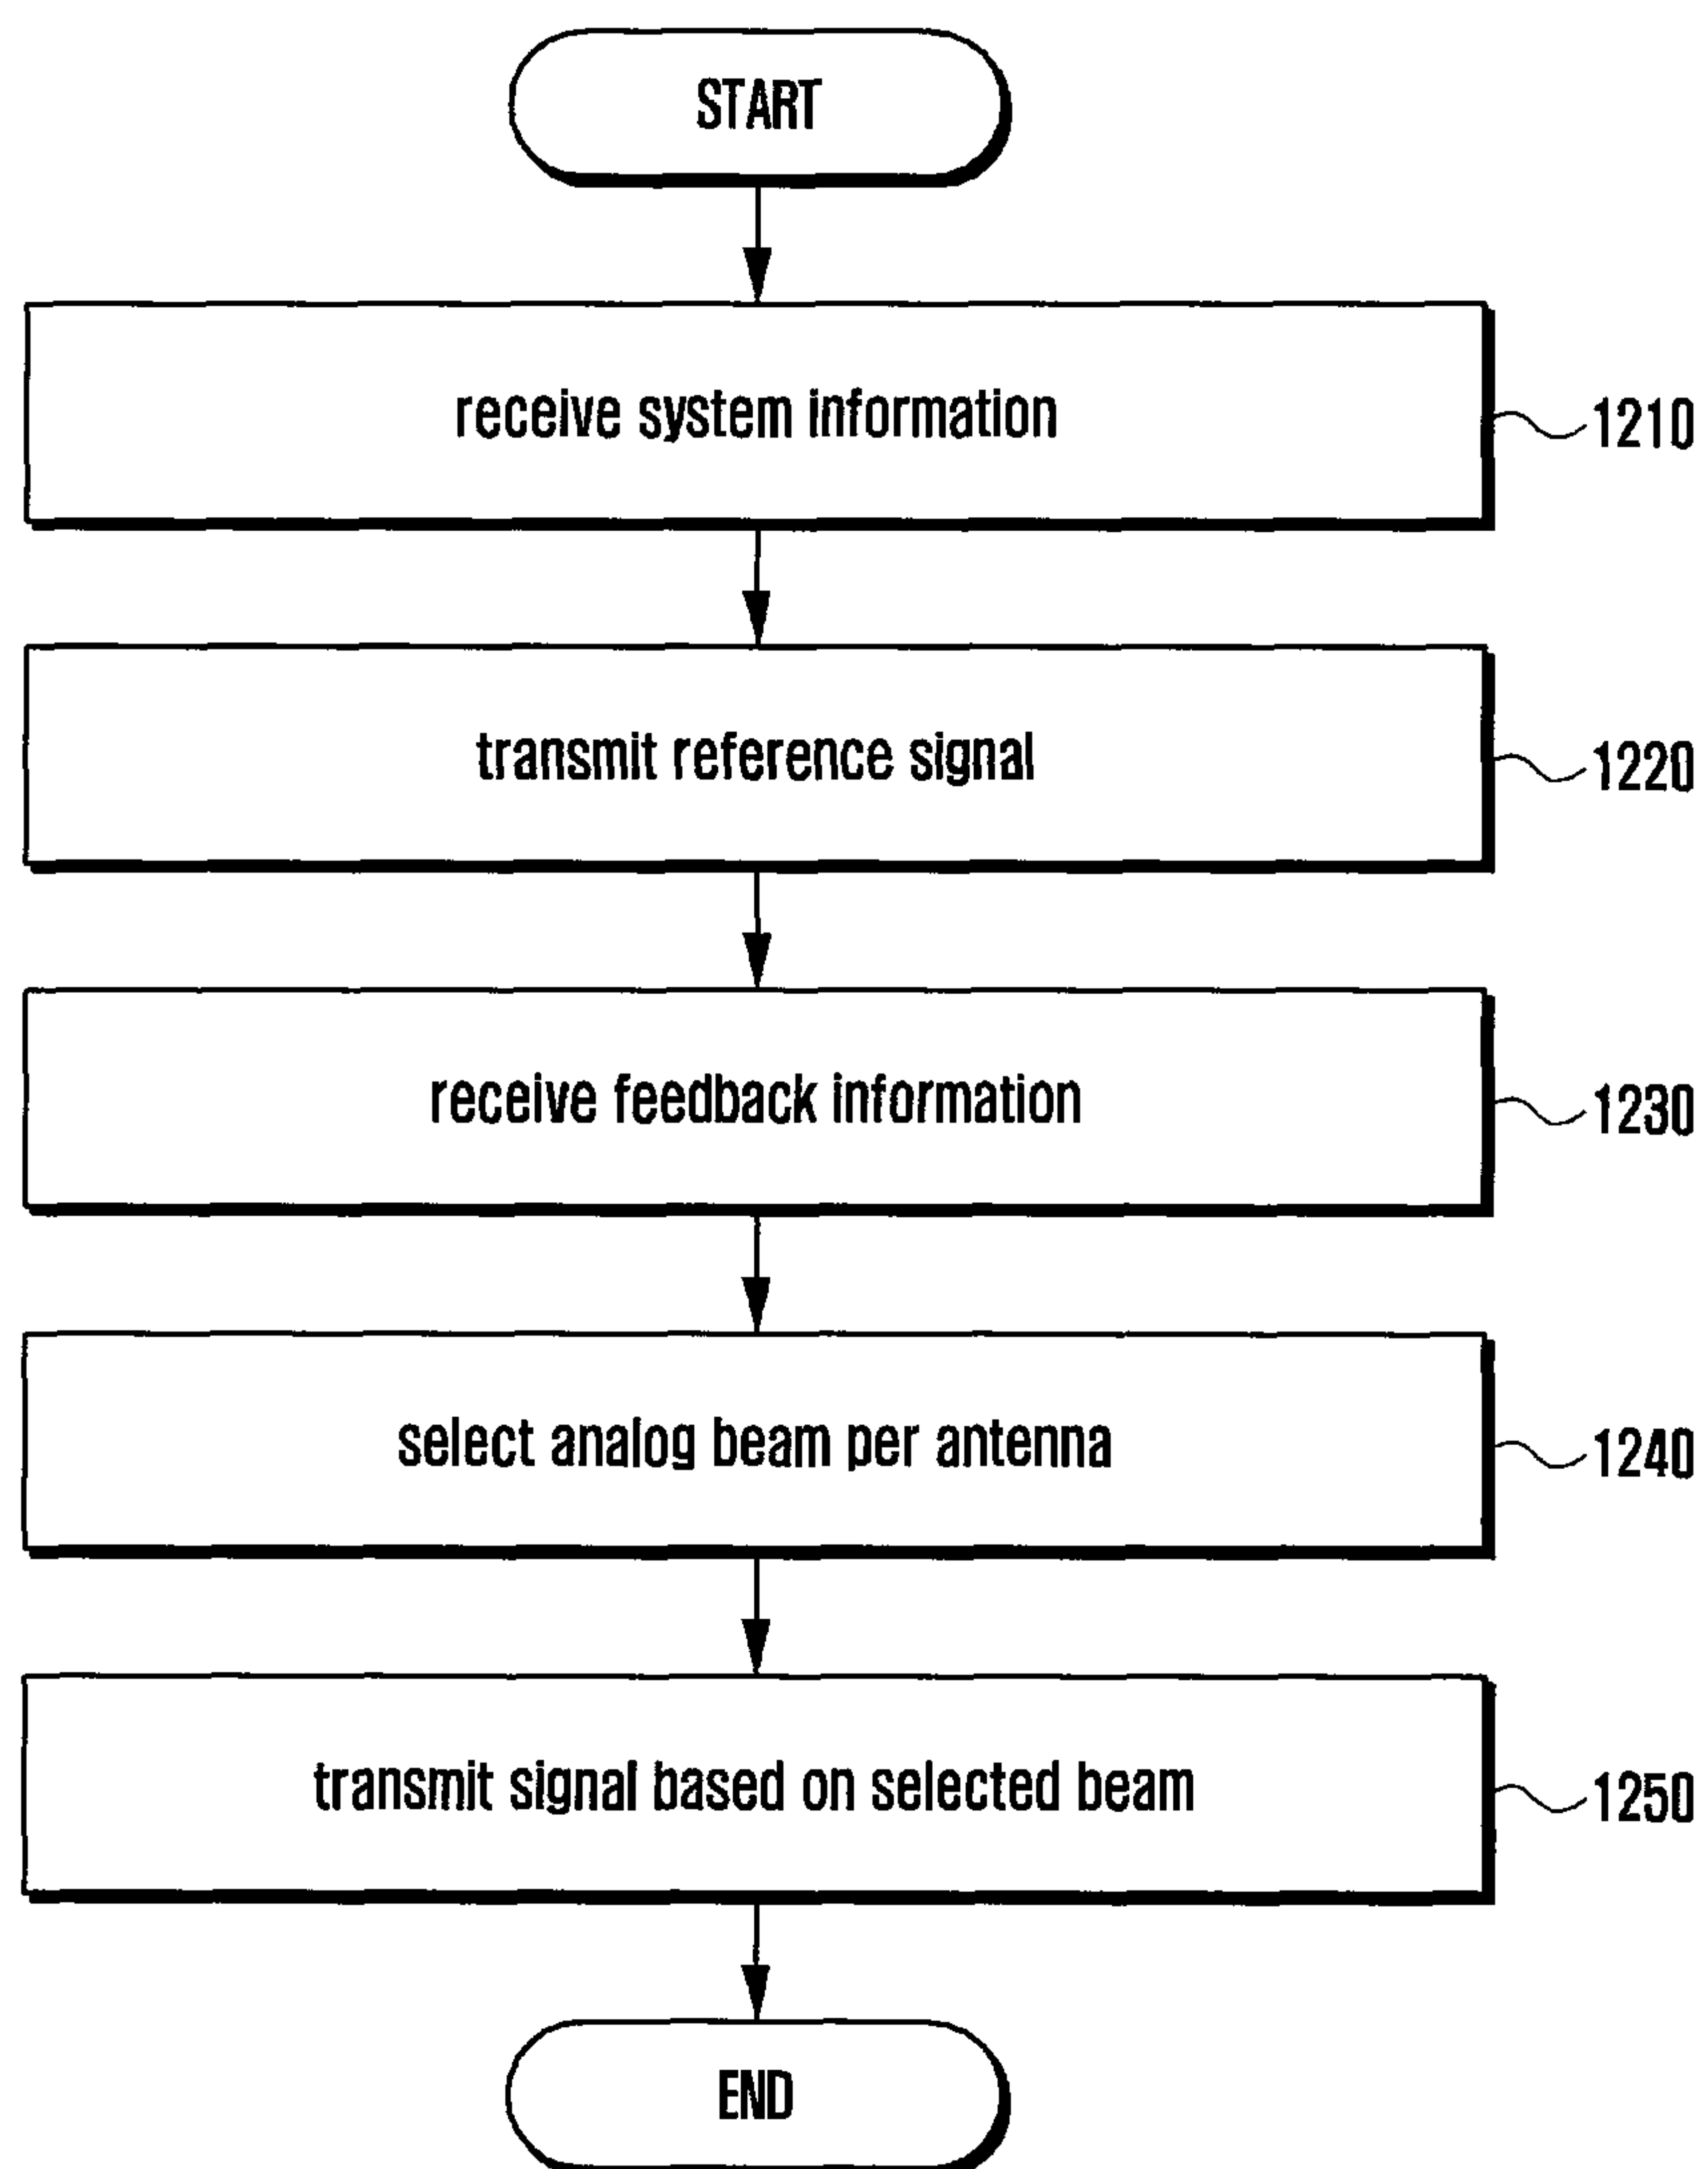 START
receive system information
1210
transmit reference signal
1220
receive feedback information
1230
select analog beam per antenna
1240
transmit signal based on selected beam
1250
END